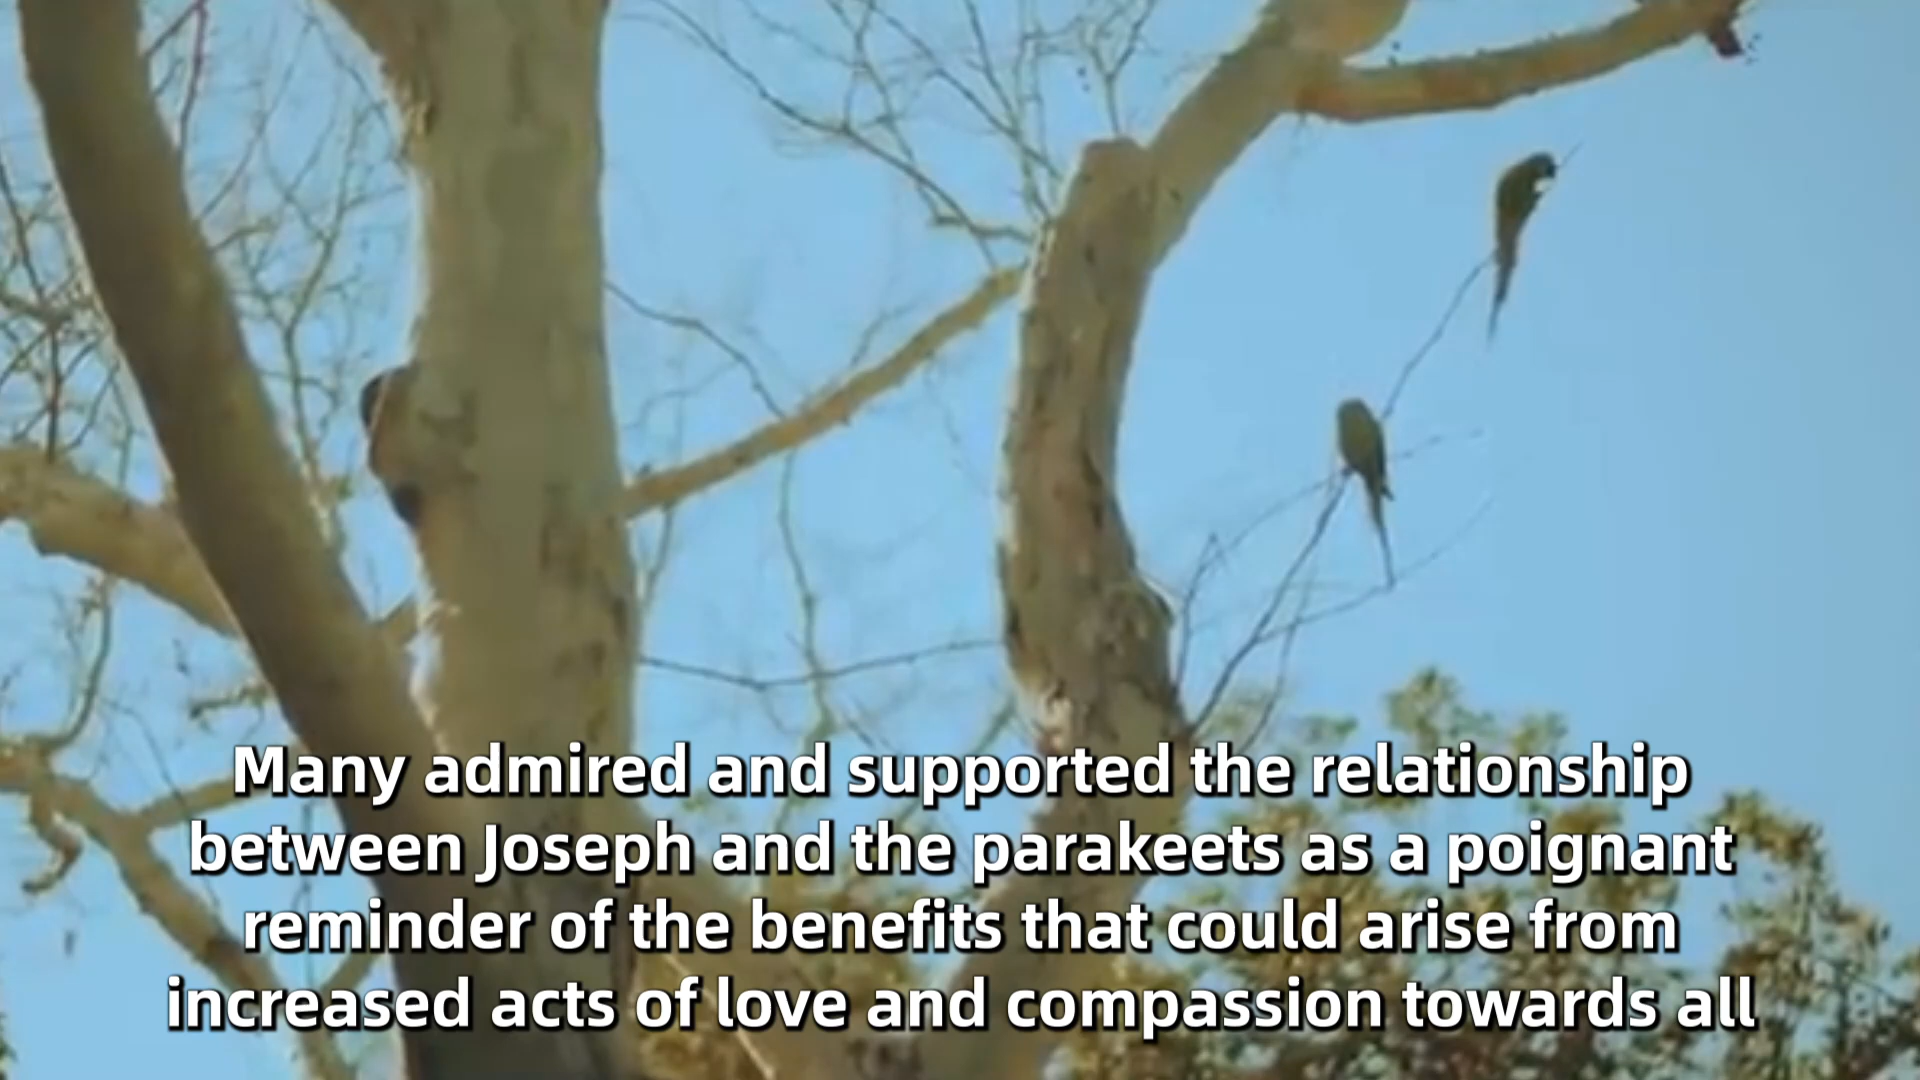 Many admired and supported the relationship
between Joseph and the parakeets as a poignant
reminder of the benefits that could arise from
increased acts of love and compassion towards all